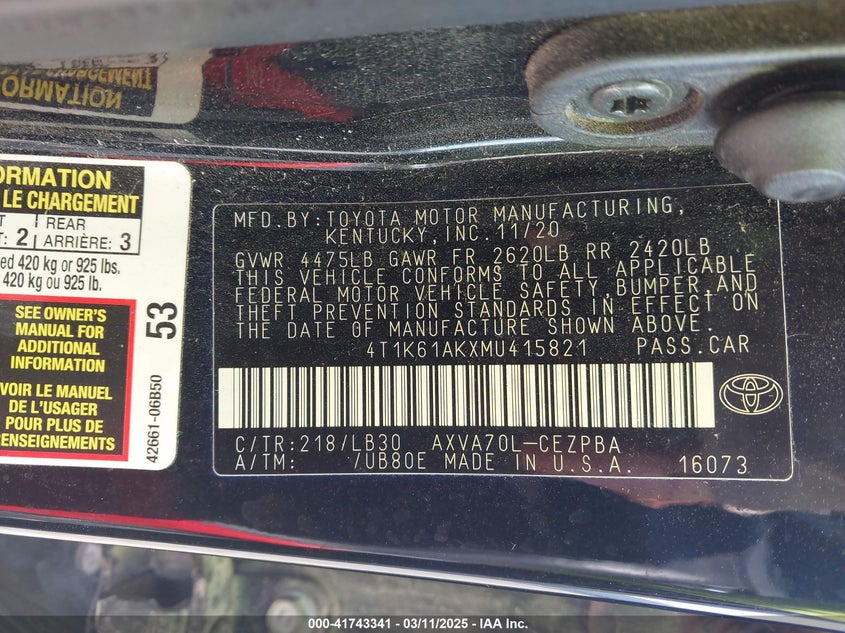 ORMATION
LE CHARGEMENT
REAR
2 ARRIÈRE: 3
420 kg or 925 lbs.
420 kg ou 925 lb.
SEE OWNER'S
MANUAL FOR
ADDITIONAL
INFORMATION
VOIR LE MANUEL
DE L'USAGER
POUR PLUS DE
53
42661-06B50
MFD.BY:TOYOTA MOTOR MANUFACTURING,
KENTUCKY,INC.11/20
GVWR 4475LB GAWR FR 2620LB RR 2420LB
THIS VEHICLE CONFORMS TO ALL APPLICABLE
FEDERAL MOTOR VEHICLE SAFETY,BUMPER,AND
THEFT PREVENTION STANDARDS IN EFFECT ON
THE DATE OF MANUFACTURE SHOWN ABOVE.
4T1K61AKXMU415821 PASS.CAR
C/TR:218/LB30 AXVA70L-CEZPBA
A/TM: /UB80E MADE IN U.S.A. 16073
000-41743341 - 03/11/2025 - IAA Inc.